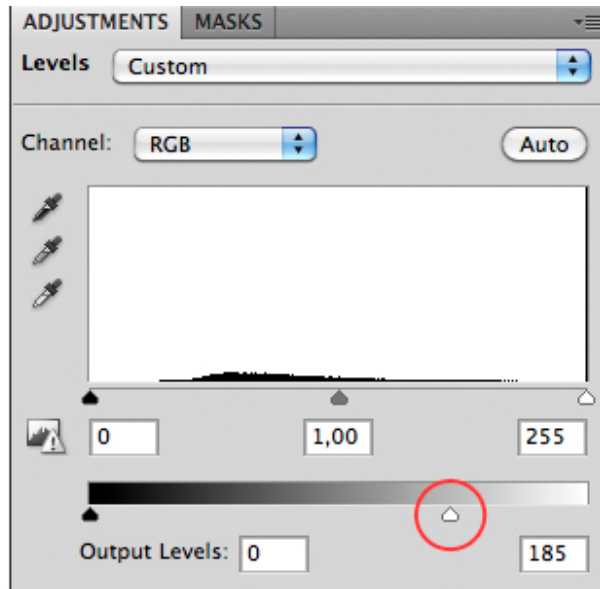 ADJUSTMENTS MASKS
Levels Custom
Channel: RGB Auto
0 1,00 255
Output Levels: 0 185